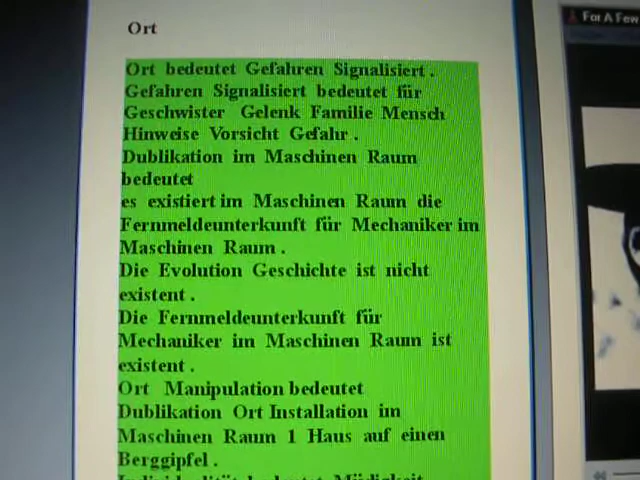 Ort
For A Few
Ort bedeutet Gefahren Signalisiert .
Gefahren Signalisiert bedeutet für
Geschwister Gelenk Familie Mensch
Hinweise Vorsicht Gefahr .
Dublikation im Maschinen Raum
bedeutet
es existiert im Maschinen Raum die
Fernmeldeunterkunft für Mechaniker im
Maschinen Raum .
Die Evolution Geschichte ist nicht
existent .
Die Fernmeldeunterkunft für
Mechaniker im Maschinen Raum ist
existent .
Ort Manipulation bedeutet
Dublikation Ort Installation im
Maschinen Raum 1 Haus auf einen
Berggipfel .